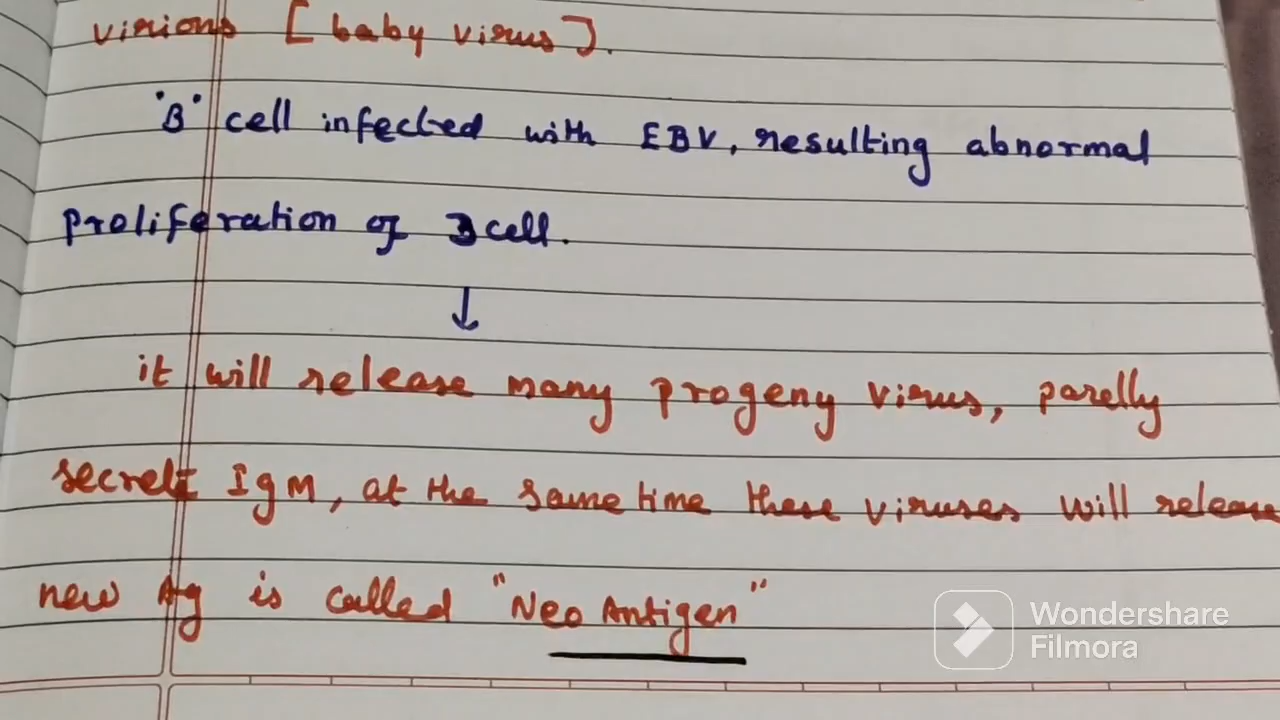 virions [baby virus].
"B" cell infected with EBV, resulting abnormal
proliferation of B cell.
↓
it will release many progeny virus, parelly
secrete IgM, at the same time these viruses will release
new Ag is called "Neo Antigen"
Wondershare
Filmora